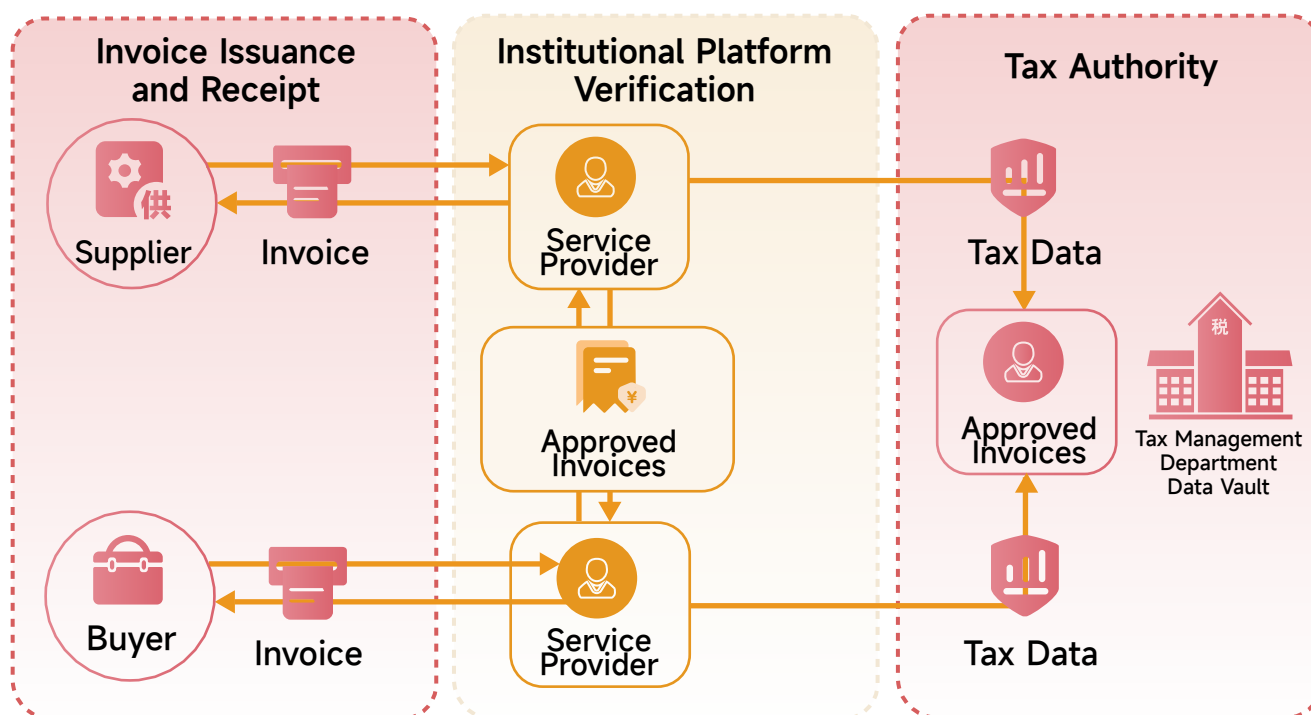 Invoice Issuance
and Receipt
供
Supplier
Invoice
Buyer
Invoice
Institutional Platform
Verification
Service
Provider
¥
Approved
Invoices
Service
Provider
Tax Authority
Tax Data
Approved
Invoices
税
Tax Management
Department
Data Vault
Tax Data